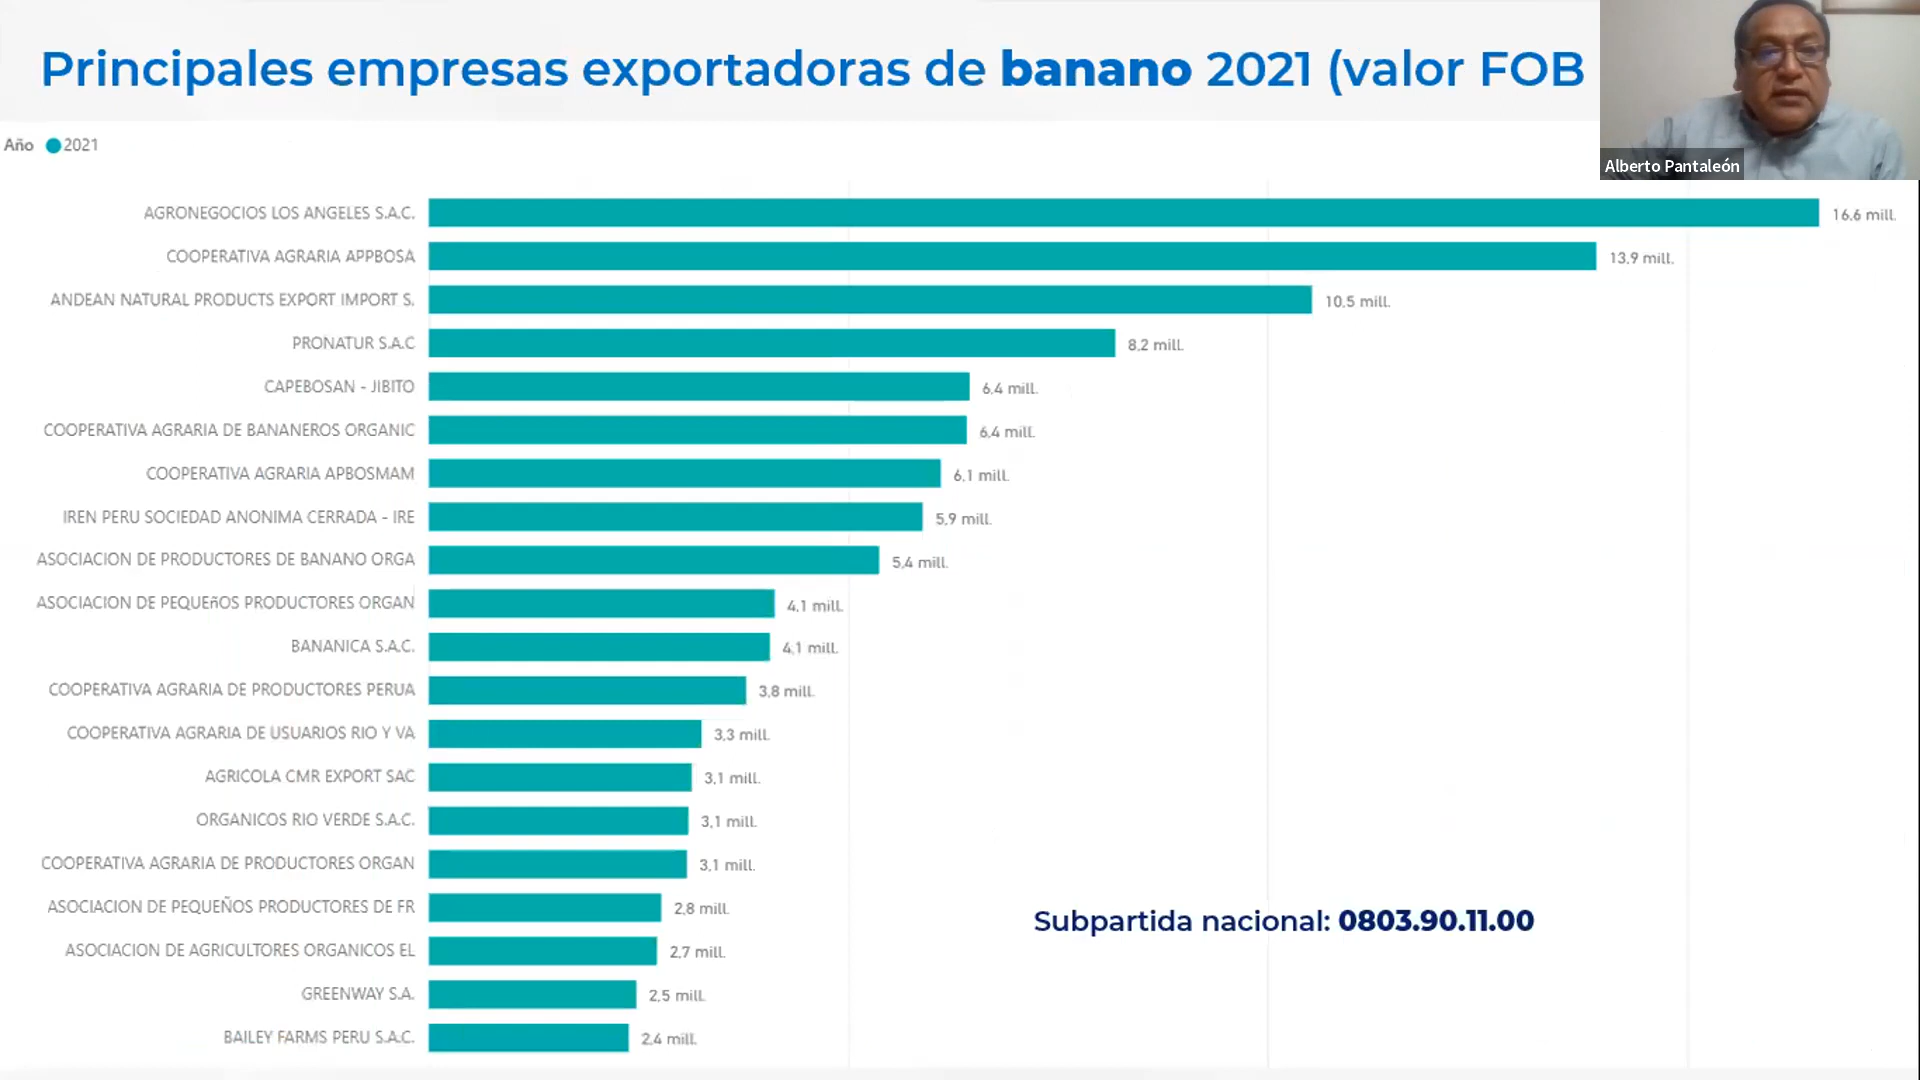 Principales empresas exportadoras de banano 2021 (valor FOB
Alberto Pantaleón
Año 2021
AGRONEGOCIOS LOS ANGELES S.A.C. 16,6 mill.
COOPERATIVA AGRARIA APPBOSA 13,9 mill.
ANDEAN NATURAL PRODUCTS EXPORT IMPORT S. 10,5 mill.
PRONATUR S.A.C 8,2 mill.
CAPEBOSAN - JIBITO 6,4 mill.
COOPERATIVA AGRARIA DE BANANEROS ORGANIC 6,4 mill.
COOPERATIVA AGRARIA APBOSMAM 6,1 mill.
IREN PERU SOCIEDAD ANONIMA CERRADA - IRE 5,9 mill.
ASOCIACION DE PRODUCTORES DE BANANO ORGA 5,4 mill.
ASOCIACION DE PEQUEñOS PRODUCTORES ORGAN 4,1 mill.
BANANICA S.A.C. 4,1 mill.
COOPERATIVA AGRARIA DE PRODUCTORES PERUA 3,8 mill.
COOPERATIVA AGRARIA DE USUARIOS RIO Y VA 3,3 mill.
AGRICOLA CMR EXPORT SAC 3,1 mill.
ORGANICOS RIO VERDE S.A.C. 3,1 mill.
COOPERATIVA AGRARIA DE PRODUCTORES ORGAN 3,1 mill.
ASOCIACION DE PEQUEÑOS PRODUCTORES DE FR 2,8 mill.
Subpartida nacional: 0803.90.11.00
ASOCIACION DE AGRICULTORES ORGANICOS EL 2,7 mill.
GREENWAY S.A. 2,5 mill.
BAILEY FARMS PERU S.A.C. 2,4 mill.